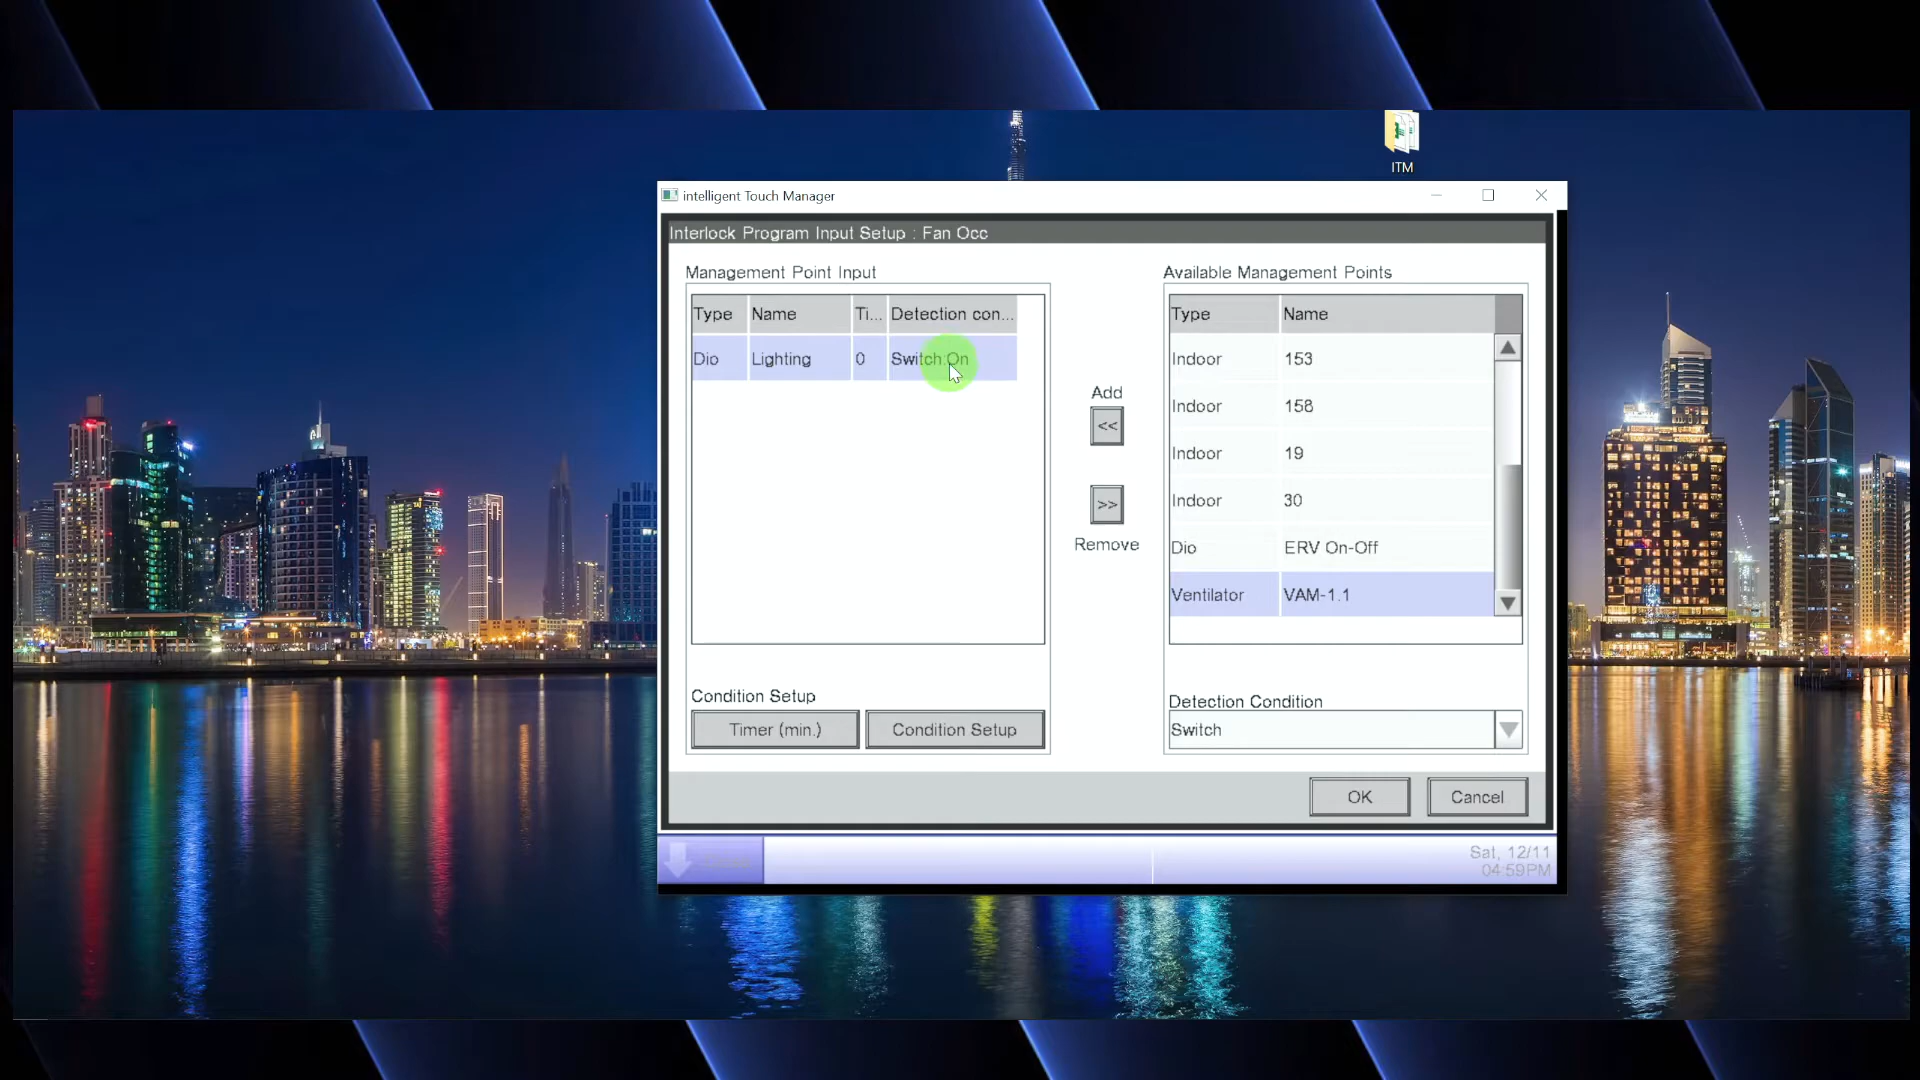 ITM
intelligent Touch Manager
Interlock Program Input Setup : Fan Occ
Management Point Input
Type Name Ti... Detection con...
Dio Lighting 0 Switch:On
Add
<<
>>
Remove
Condition Setup
Timer (min.) Condition Setup
Available Management Points
Type Name
Indoor 153
Indoor 158
Indoor 19
Indoor 30
Dio ERV On-Off
Ventilator VAM-1.1
Detection Condition
Switch
OK Cancel
Sat, 12/11
04:59PM